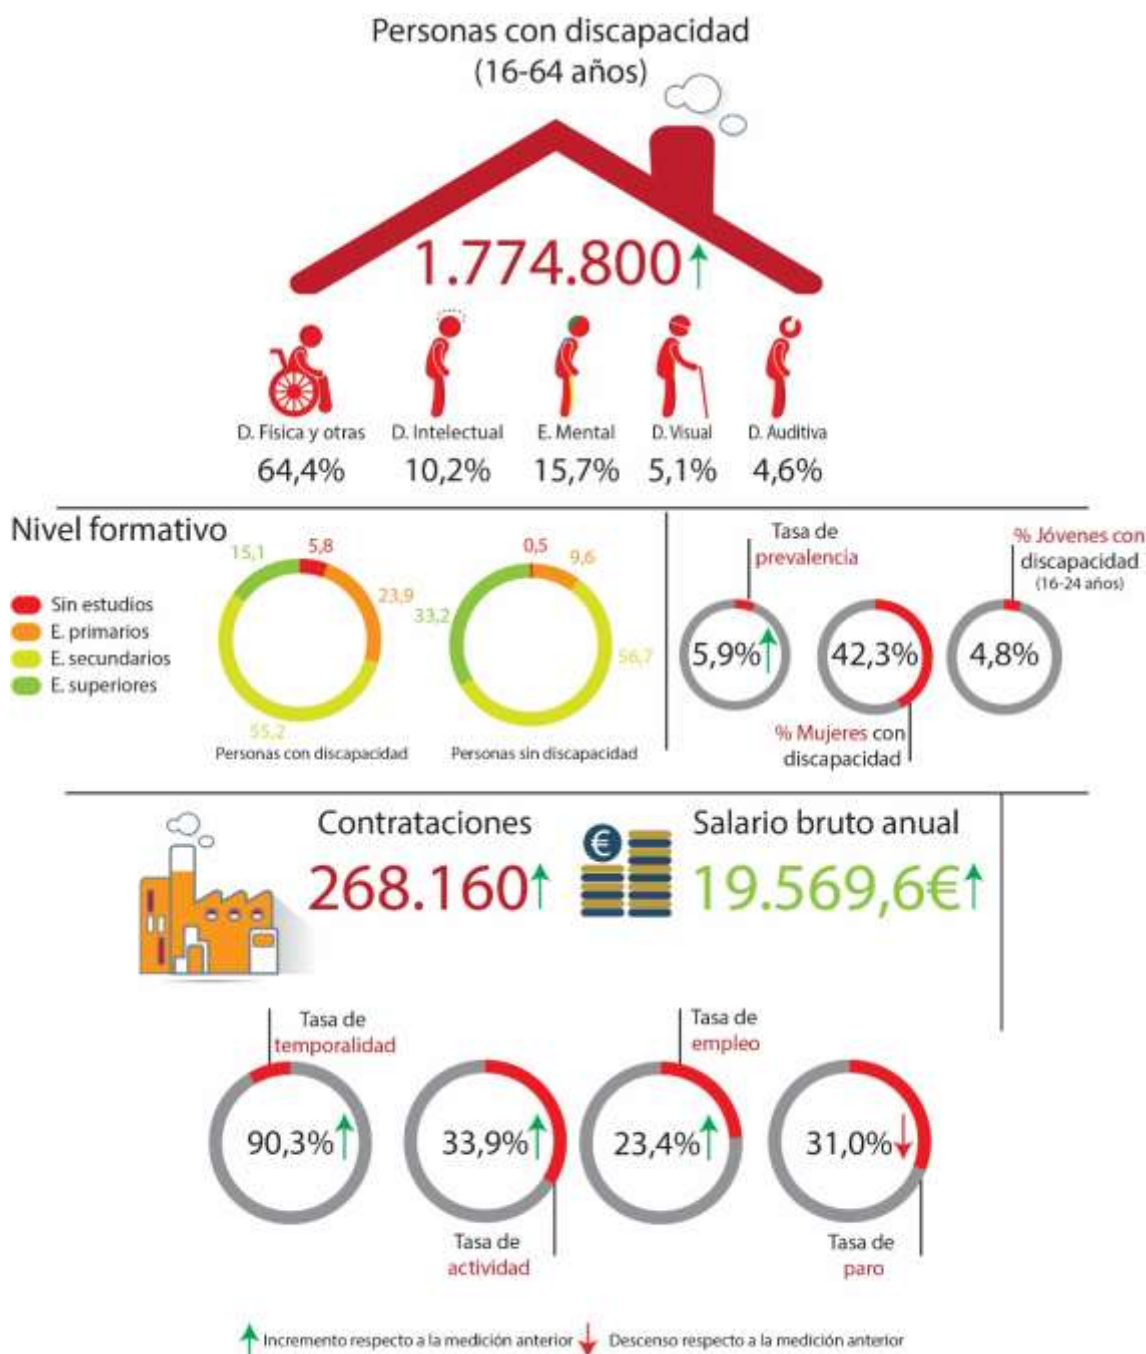 Personas con discapacidad
(16-64 años)
1.774.800
D. Física y otras
64,4%
D. Intelectual
10,2%
E. Mental
15,7%
D. Visual
5,1%
D. Auditiva
4,6%
Nivel formativo
Sin estudios
E. primarios
E. secundarios
E. superiores
15,1
5,8
23,9
55,2
Personas con discapacidad
0,5
9,6
33,2
56,7
Personas sin discapacidad
Tasa de
prevalencia
5,9%
42,3%
% Mujeres con
discapacidad
% Jóvenes con
discapacidad
(16-24 años)
4,8%
Contrataciones
268.160
€
Salario bruto anual
19.569,6€
Tasa de
temporalidad
90,3%
33,9%
Tasa de
actividad
Tasa de
empleo
23,4%
31,0%
Tasa de
paro
Incremento respecto a la medición anterior
Descenso respecto a la medición anterior